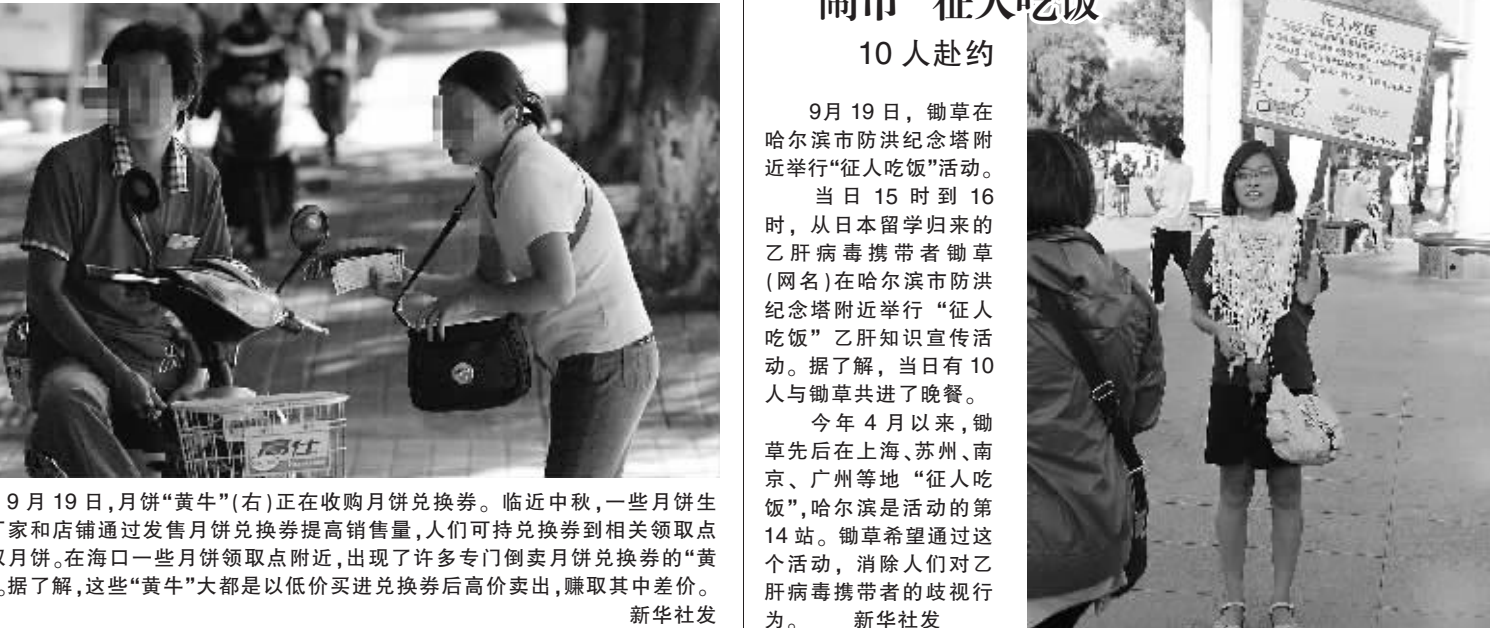 高仕
9 月 19 日,月饼“黄牛”(右)正在收购月饼兑换券。临近中秋,一些月饼生
厂家和店铺通过发售月饼兑换券提高销售量,人们可持兑换券到相关领取点
取月饼。在海口一些月饼领取点附近,出现了许多专门倒卖月饼兑换券的“黄
。据了解,这些“黄牛”大都是以低价买进兑换券后高价卖出,赚取其中差价。
新华社发
闹市“征人吃饭”
10 人赴约
9月 19 日，锄草在
哈尔滨市防洪纪念塔附
近举行“征人吃饭”活动。
当日 15 时到 16
时，从日本留学归来的
乙肝病毒携带者锄草
(网名)在哈尔滨市防洪
纪念塔附近举行 “征人
吃饭” 乙肝知识宣传活
动。据了解，当日有 10
人与锄草共进了晚餐。
今年 4 月以来,锄
草先后在上海、苏州、南
京、广州等地 “征人吃
饭”,哈尔滨是活动的第
14 站。锄草希望通过这
个活动，消除人们对乙
肝病毒携带者的歧视行
为。 新华社发
征人吃饭